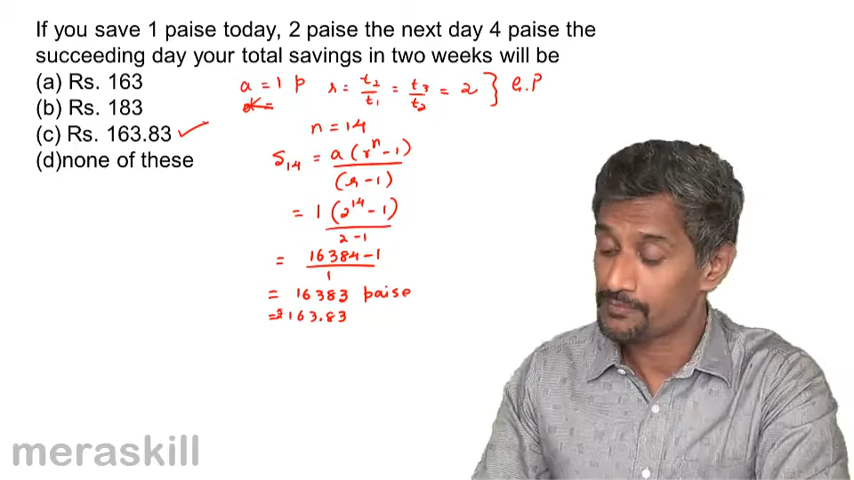 If you save 1 paise today, 2 paise the next day 4 paise the
succeeding day your total savings in two weeks will be
(a) Rs. 163
(b) Rs. 183
(c) Rs. 163.83
(d)none of these
a = 1 p r = t₂/t₁ = t₃/t₂ = 2 } G.P
n = 14
S₁₄ = a(rⁿ-1)/(r-1)
= 1(2¹⁴-1)/2-1
= 16384-1/1
= 16383 paise
=₹163.83
meraskill